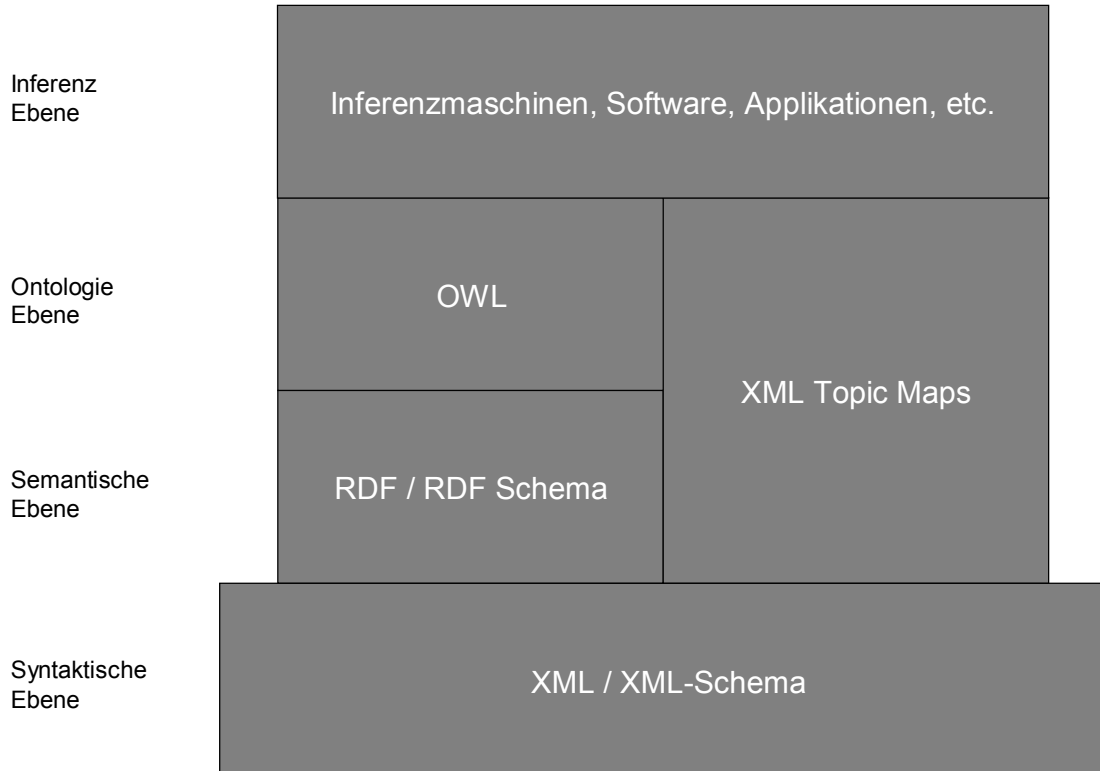 Inferenz
Ebene
Inferenzmaschinen, Software, Applikationen, etc.
Ontologie
Ebene
OWL
XML Topic Maps
Semantische
Ebene
RDF / RDF Schema
Syntaktische
Ebene
XML / XML-Schema